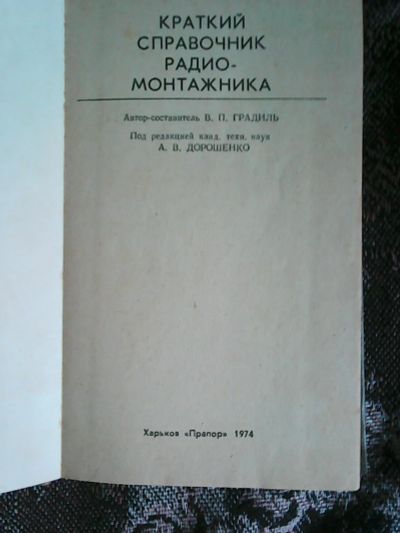 КРАТКИЙ
СПРАВОЧНИК
РАДИО-
МОНТАЖНИКА
Автор-составитель В. П. ГРАДИЛЬ
Под редакцией канд. техн. наук
А. В. ДОРОШЕНКО
Харьков «Прапор» 1974